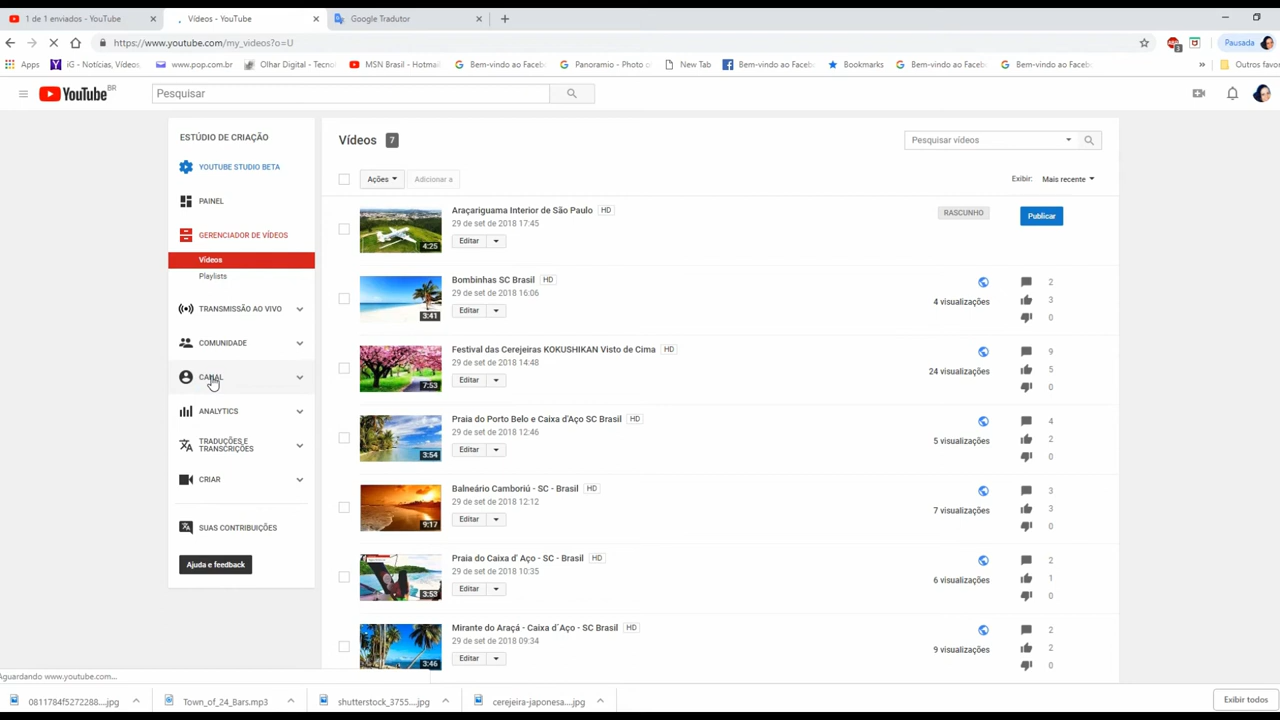 1 de 1 enviados - YouTube
Vídeos - YouTube
Google Tradutor
https://www.youtube.com/my_videos?o=U
3
Pausada
Apps
iG - Notícias, Vídeos
www.pop.com.br
Olhar Digital - Tecno
MSN Brasil - Hotmai
Bem-vindo ao Faceb
Panoramio - Photo o
New Tab
Bem-vindo ao Faceb
Bookmarks
Bem-vindo ao Faceb
Bem-vindo ao Faceb
Outros favor
YouTube BR
Pesquisar
ESTÚDIO DE CRIAÇÃO
YOUTUBE STUDIO BETA
PAINEL
GERENCIADOR DE VÍDEOS
Vídeos
Playlists
TRANSMISSÃO AO VIVO
COMUNIDADE
CANAL
ANALYTICS
TRADUÇÕES E
TRANSCRIÇÕES
CRIAR
SUAS CONTRIBUIÇÕES
Ajuda e feedback
Vídeos 7
Pesquisar vídeos
Ações
Adicionar a
Exibir:
Mais recente
Araçariguama Interior de São Paulo HD
29 de set de 2018 17:45
Editar
4:25
RASCUNHO
Publicar
Bombinhas SC Brasil HD
29 de set de 2018 16:06
Editar
3:41
4 visualizações
2
3
0
Festival das Cerejeiras KOKUSHIKAN Visto de Cima HD
29 de set de 2018 14:48
Editar
7:53
24 visualizações
9
5
0
Praia do Porto Belo e Caixa d'Aço SC Brasil HD
29 de set de 2018 12:46
Editar
3:54
5 visualizações
4
2
0
Balneário Camboriú - SC - Brasil HD
29 de set de 2018 12:12
Editar
9:17
7 visualizações
3
3
0
Praia do Caixa d' Aço - SC - Brasil HD
29 de set de 2018 10:35
Editar
3:53
6 visualizações
2
1
0
Mirante do Araçá - Caixa d´Aço - SC Brasil HD
29 de set de 2018 09:34
Editar
3:46
9 visualizações
2
2
0
Aguardando www.youtube.com...
0811784f5272288....jpg
Town_of_24_Bars.mp3
shutterstock_3755....jpg
cerejeira-japonesa....jpg
Exibir todos